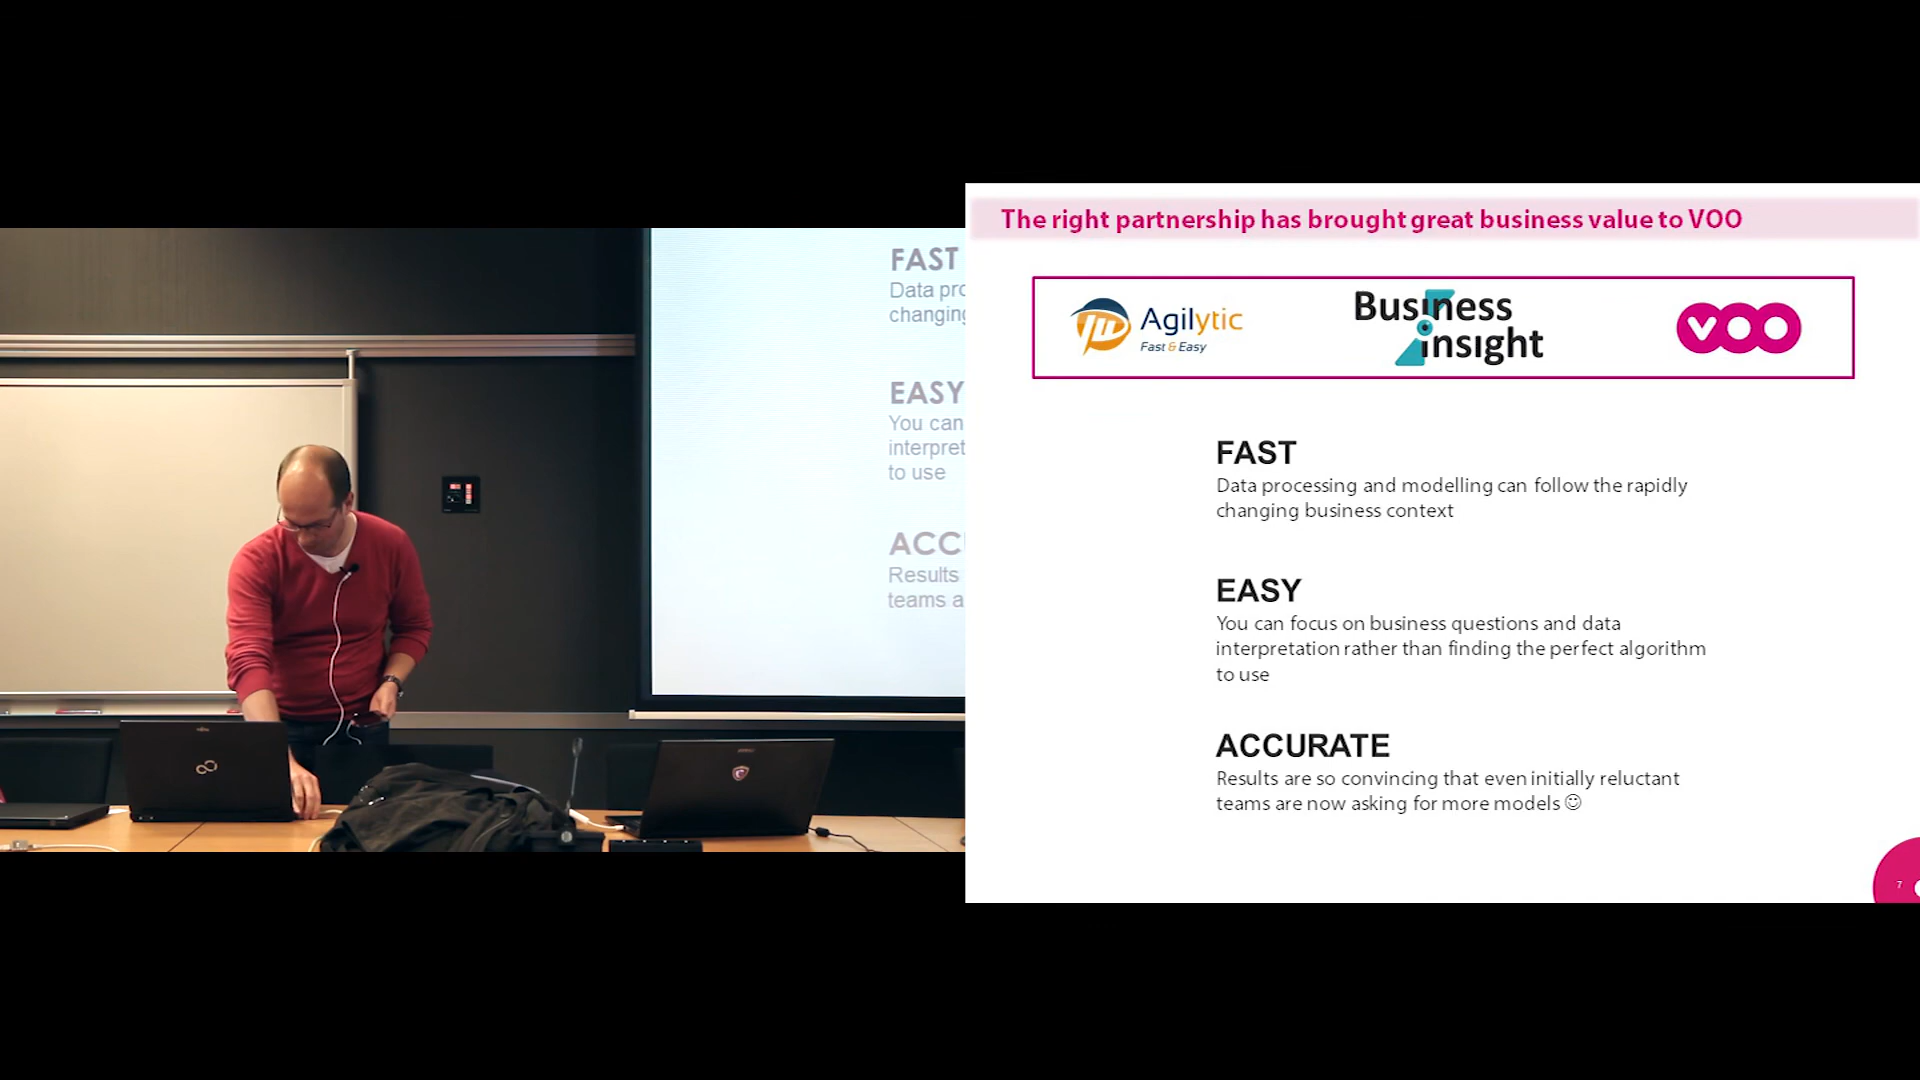 FAST
Data pro
changing
EASY
You can
interpret
to use
ACC
Results
teams a
The right partnership has brought great business value to VOO
Agilytic
Fast & Easy
Business
insight
VOO
FAST
Data processing and modelling can follow the rapidly
changing business context
EASY
You can focus on business questions and data
interpretation rather than finding the perfect algorithm
to use
ACCURATE
Results are so convincing that even initially reluctant
teams are now asking for more models ☺
7